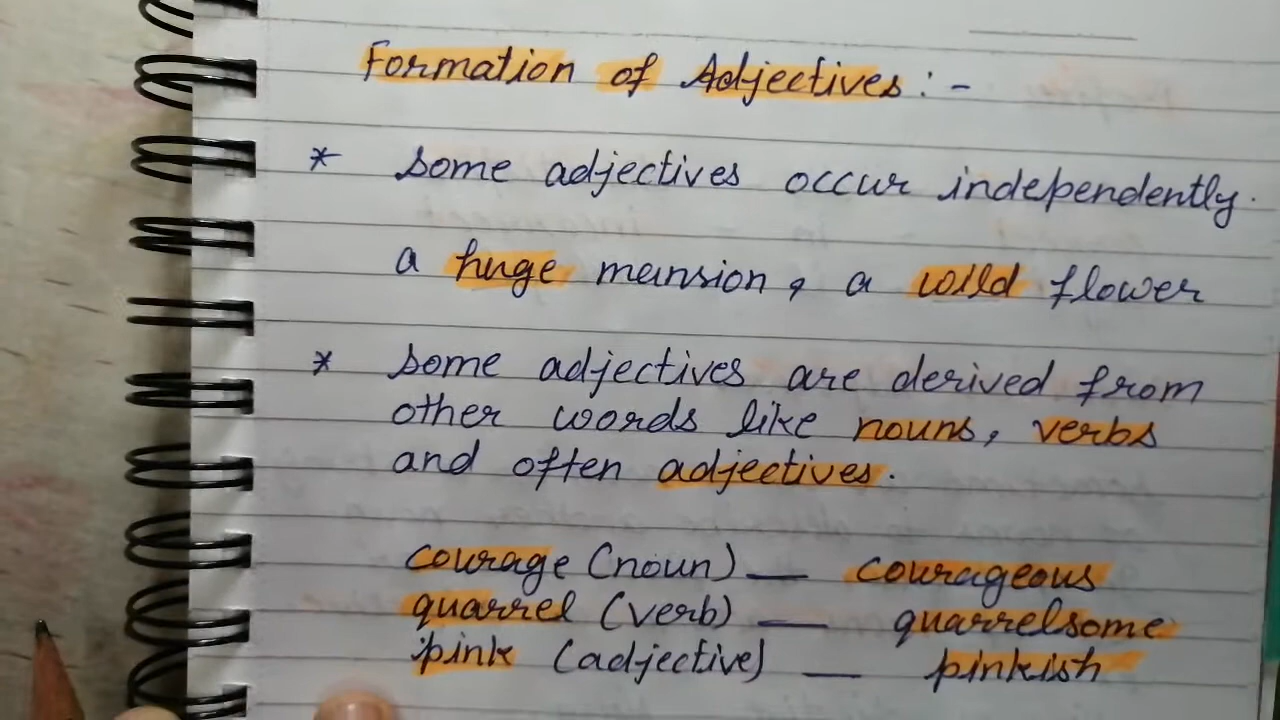 Formation of Adjectives :-
* Some adjectives occur independently.
a huge mansion, a wild flower
* Some adjectives are derived from
other words like nouns, verbs
and often adjectives.
courage (noun) — courageous
quarrel (verb) — quarrelsome
pink (adjective) — pinkish